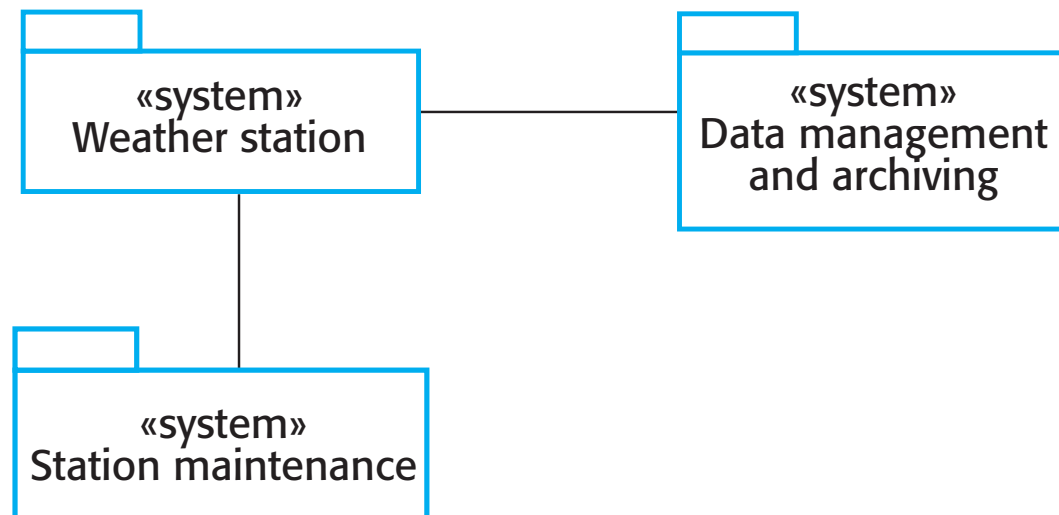 «system»
Weather station
«system»
Data management
and archiving
«system»
Station maintenance